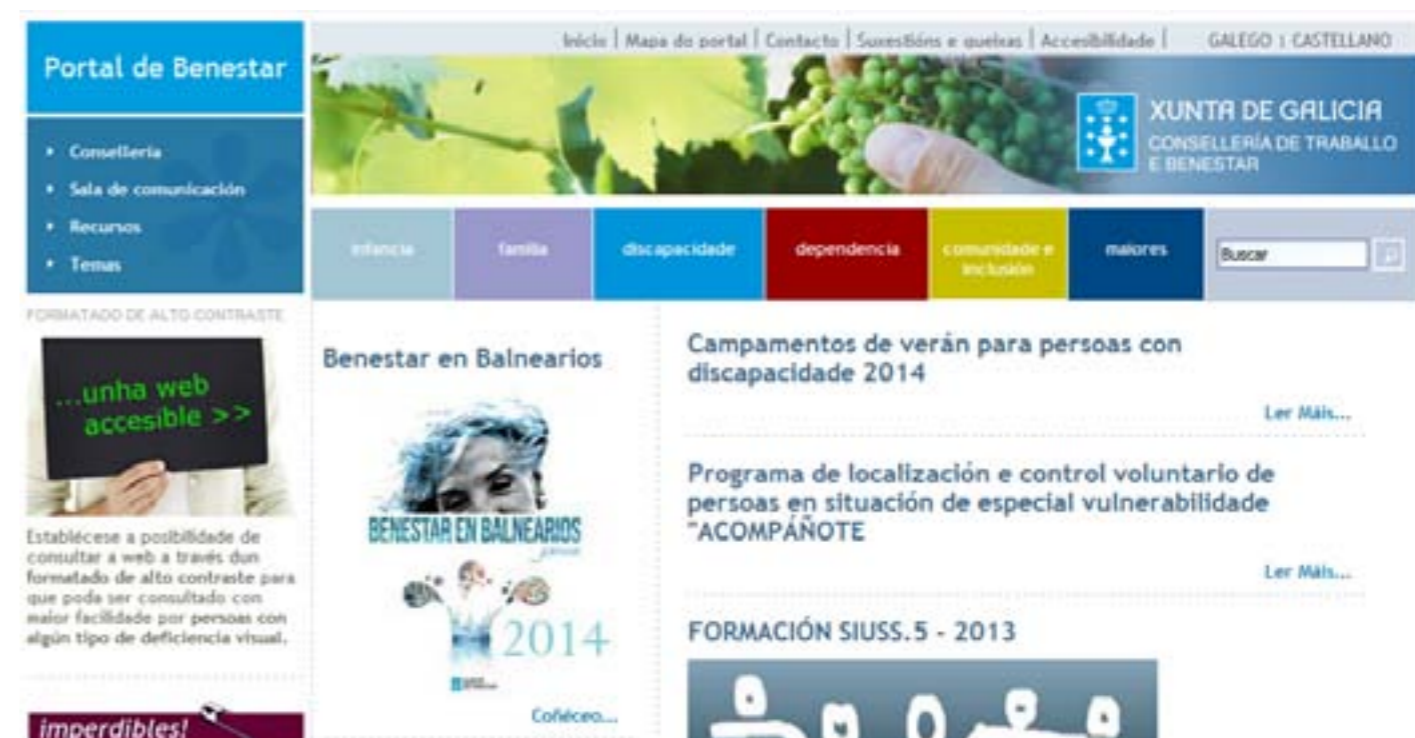 Portal de Benestar
Inicio | Mapa do portal | Contacto | Suxestións e queixas | Accesibilidade |
GALEGO | CASTELLANO
XUNTA DE GALICIA
CONSELLERÍA DE TRABALLO
E BENESTAR
Consellería
Sala de comunicación
Recursos
Temas
infancia
familia
discapacidade
dependencia
comunidade e
inclusión
maiores
Buscar
FORMATADO DE ALTO CONTRASTE
...unha web
accesible >>
Establécese a posibilidade de
consultar a web a través dun
formatado de alto contraste para
que poda ser consultado con
maior facilidade por persoas con
algún tipo de deficiencia visual.
imperdibles!
Benestar en Balnearios
BENESTAR EN BALNEARIOS
2014
Coñéceo...
Campamentos de verán para persoas con
discapacidade 2014
Ler Máis...
Programa de localización e control voluntario de
persoas en situación de especial vulnerabilidade
"ACOMPÁÑOTE
Ler Máis...
FORMACIÓN SIUSS.5 - 2013